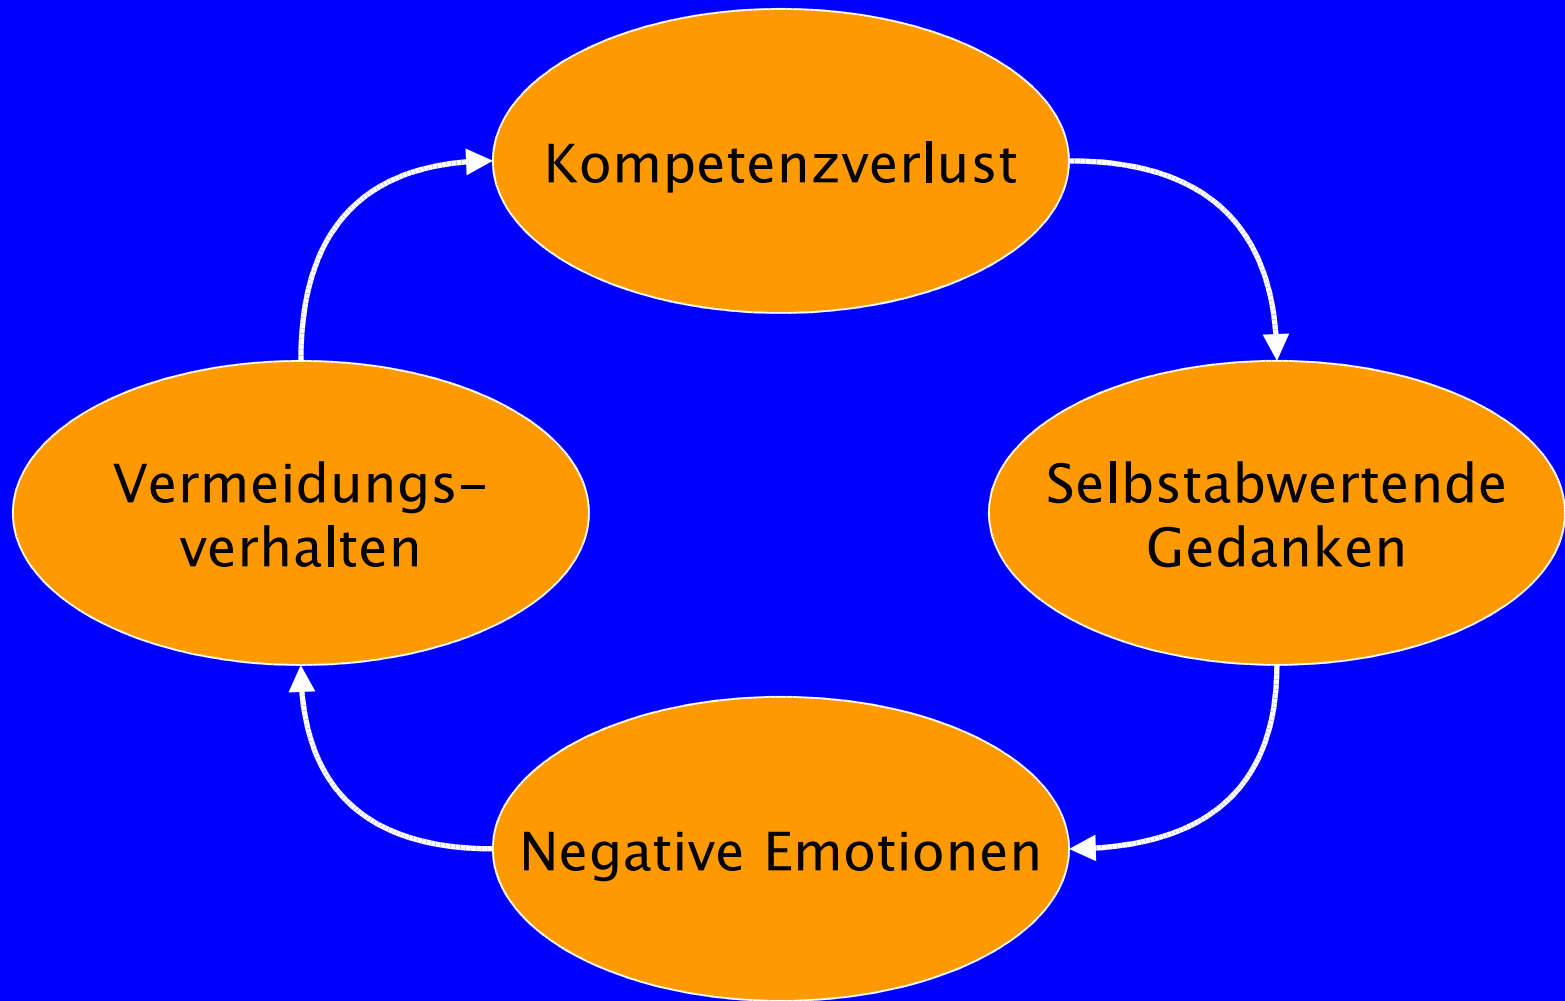 Kompetenzverlust
Vermeidungs-
verhalten
Selbstabwertende
Gedanken
Negative Emotionen